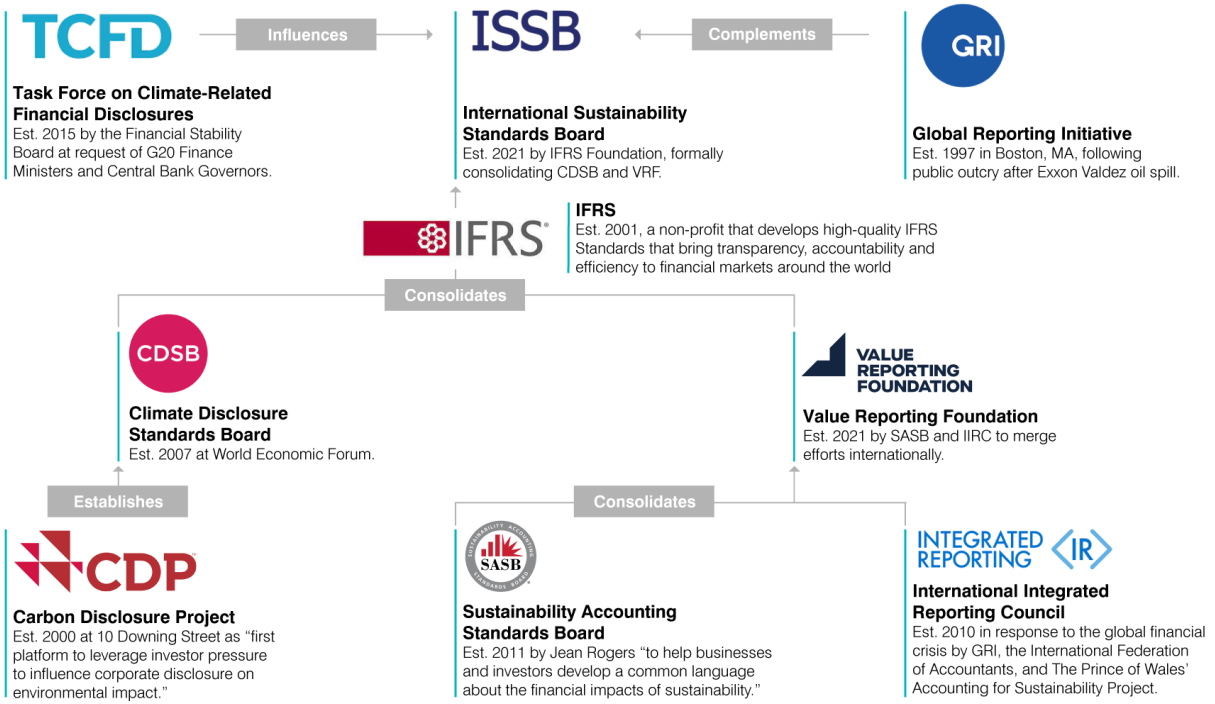 TCFD
Influences
ISSB
Complements
GRI
Task Force on Climate-Related
Financial Disclosures
Est. 2015 by the Financial Stability
Board at request of G20 Finance
Ministers and Central Bank Governors.
International Sustainability
Standards Board
Est. 2021 by IFRS Foundation, formally
consolidating CDSB and VRF.
Global Reporting Initiative
Est. 1997 in Boston, MA, following
public outcry after Exxon Valdez oil spill.
IFRS®
IFRS
Est. 2001, a non-profit that develops high-quality IFRS
Standards that bring transparency, accountability and
efficiency to financial markets around the world
Consolidates
CDSB
Climate Disclosure
Standards Board
Est. 2007 at World Economic Forum.
VALUE
REPORTING
FOUNDATION
Value Reporting Foundation
Est. 2021 by SASB and IIRC to merge
efforts internationally.
Establishes
Consolidates
CDP
Carbon Disclosure Project
Est. 2000 at 10 Downing Street as “first
platform to leverage investor pressure
to influence corporate disclosure on
environmental impact.”
SUSTAINABILITY ACCOUNTING
SASB
STANDARDS BOARD
Sustainability Accounting
Standards Board
Est. 2011 by Jean Rogers “to help businesses
and investors develop a common language
about the financial impacts of sustainability.”
INTEGRATED
REPORTING
IR
International Integrated
Reporting Council
Est. 2010 in response to the global financial
crisis by GRI, the International Federation
of Accountants, and The Prince of Wales’
Accounting for Sustainability Project.